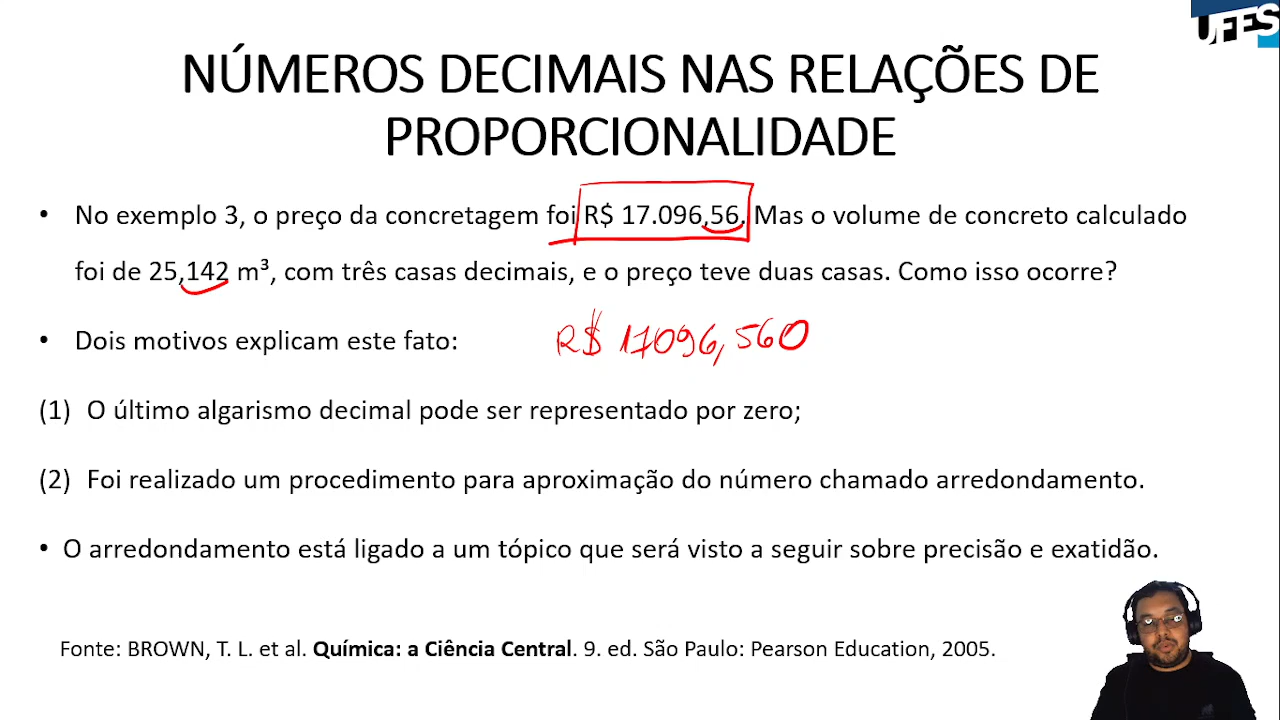 UFES
NÚMEROS DECIMAIS NAS RELAÇÕES DE
PROPORCIONALIDADE
• No exemplo 3, o preço da concretagem foi R$ 17.096,56. Mas o volume de concreto calculado
foi de 25,142 m³, com três casas decimais, e o preço teve duas casas. Como isso ocorre?
• Dois motivos explicam este fato:
R$ 17096,560
(1) O último algarismo decimal pode ser representado por zero;
(2) Foi realizado um procedimento para aproximação do número chamado arredondamento.
• O arredondamento está ligado a um tópico que será visto a seguir sobre precisão e exatidão.
Fonte: BROWN, T. L. et al. Química: a Ciência Central. 9. ed. São Paulo: Pearson Education, 2005.